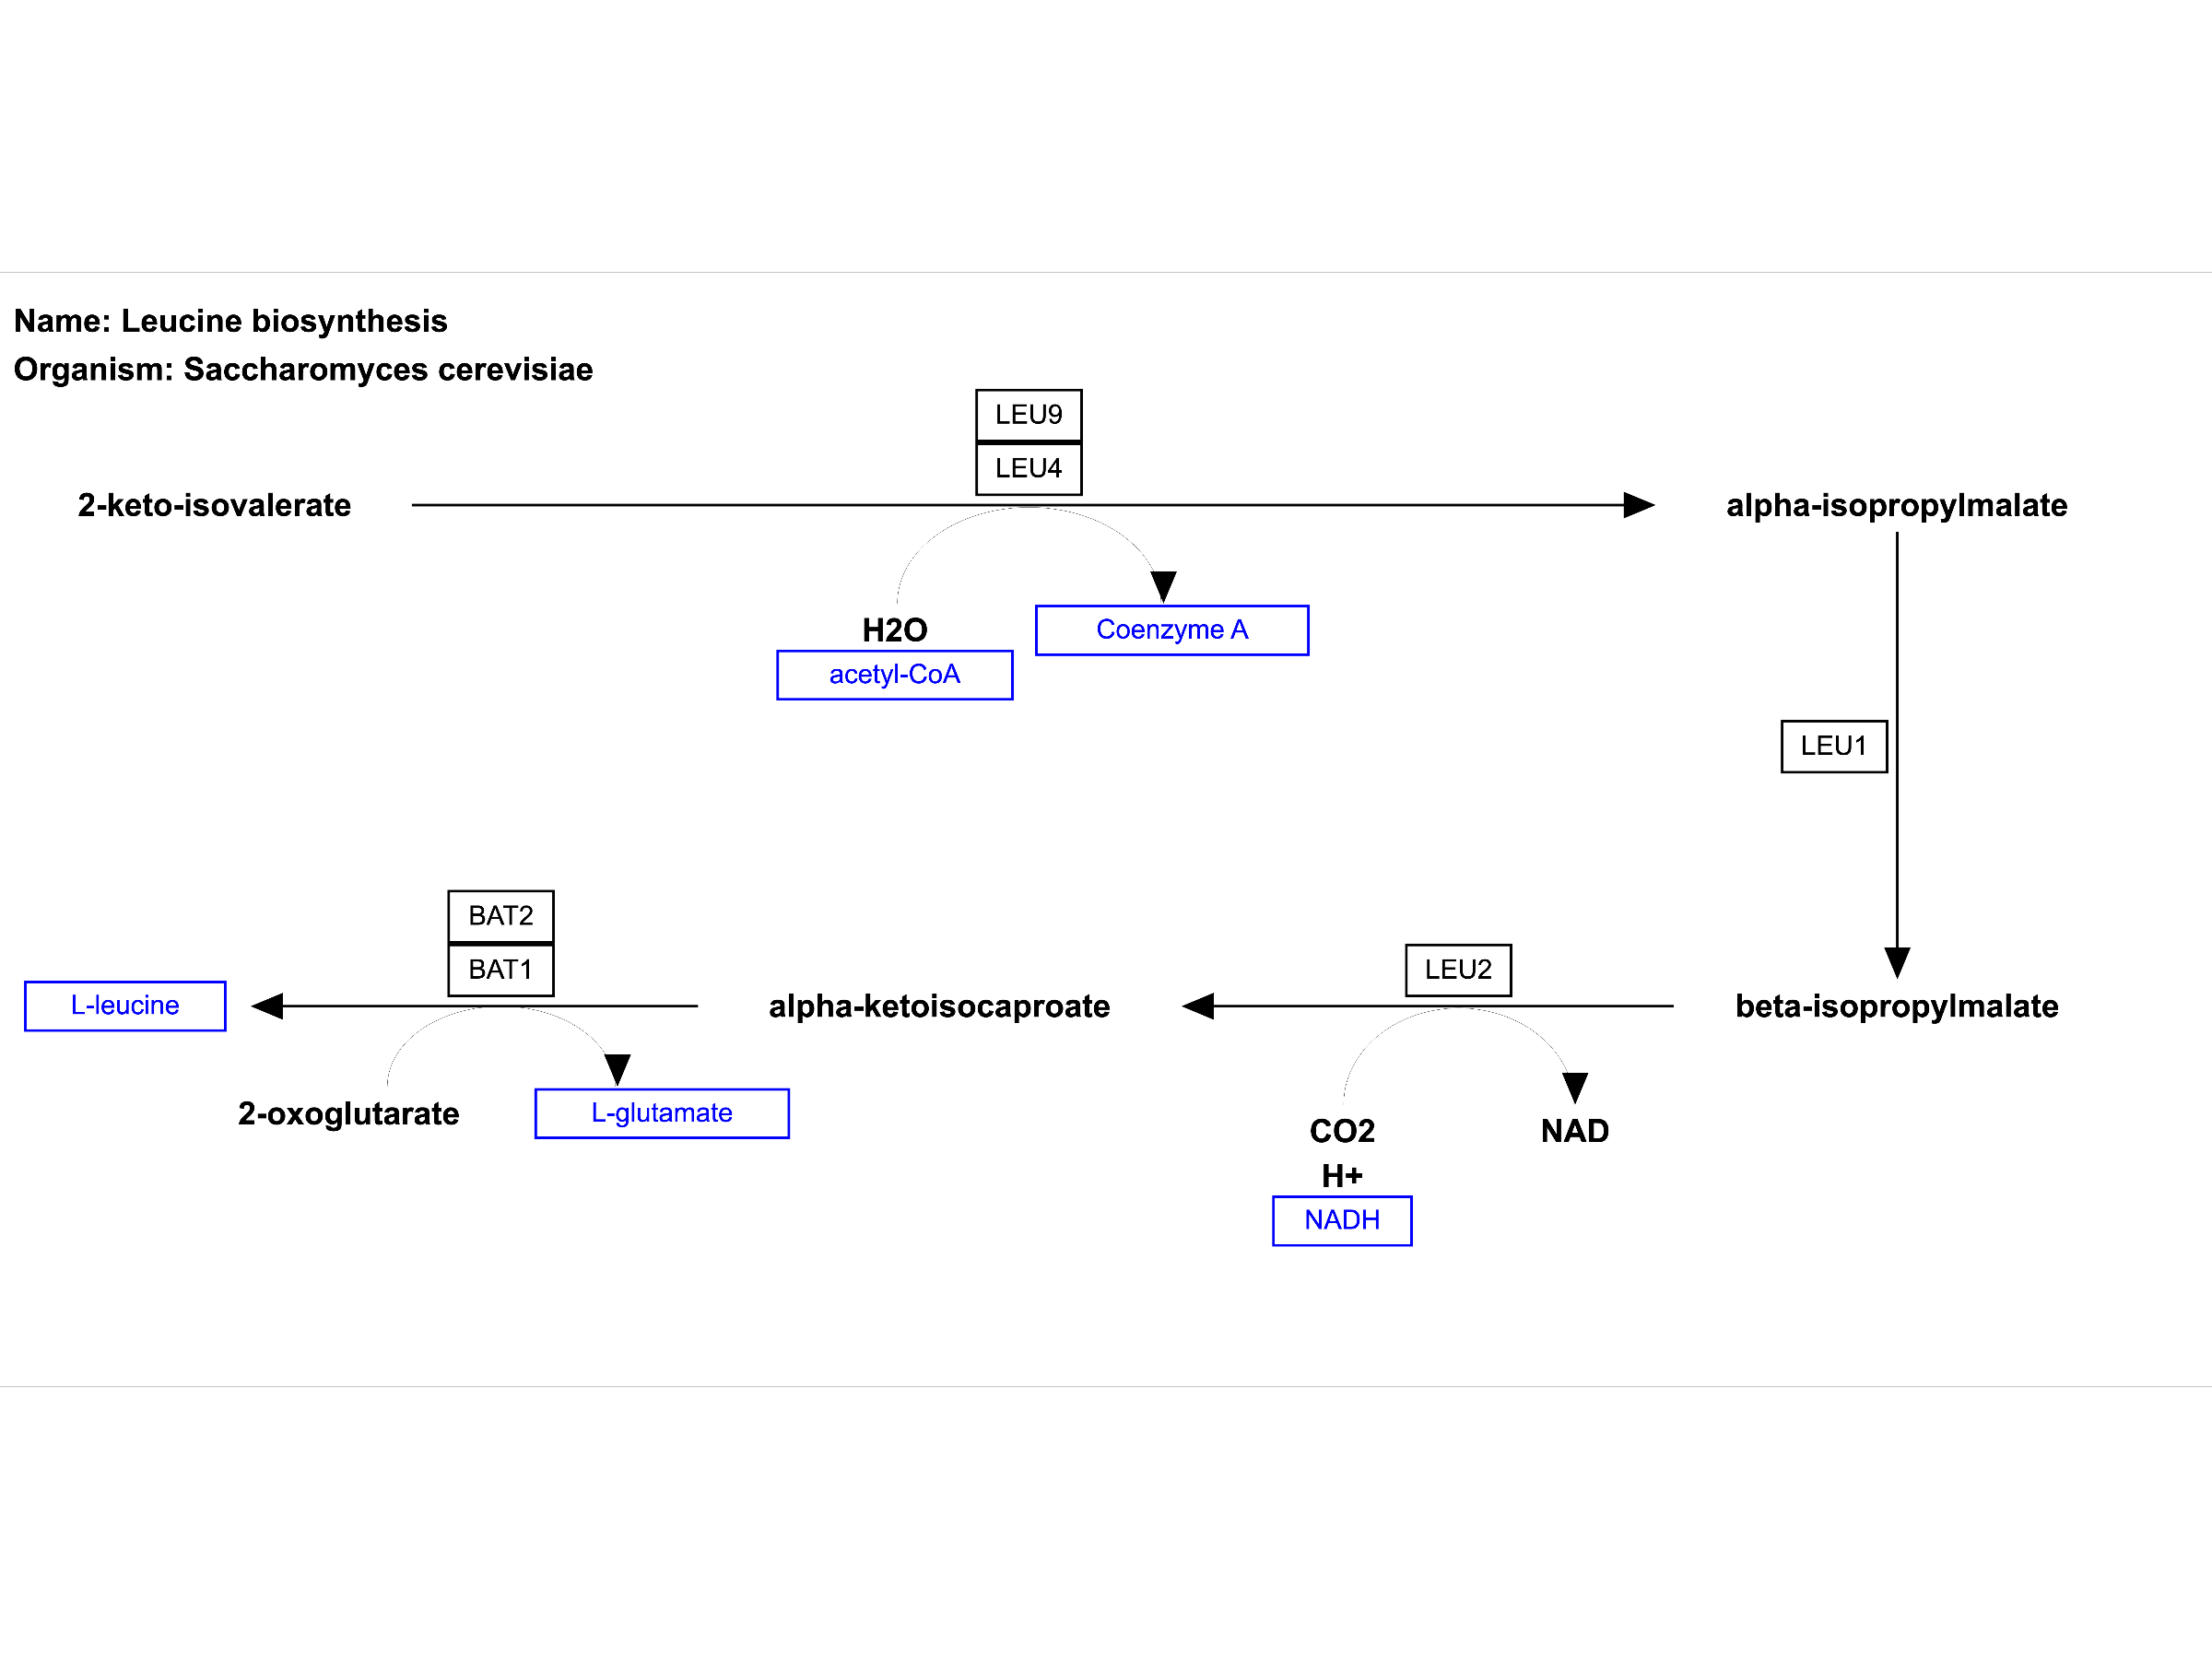 Name: Leucine biosynthesis
Organism: Saccharomyces cerevisiae
LEU9
LEU4
2-keto-isovalerate
alpha-isopropylmalate
H2O
Coenzyme A
acetyl-CoA
LEU1
BAT2
BAT1
LEU2
L-leucine
alpha-ketoisocaproate
beta-isopropylmalate
2-oxoglutarate
L-glutamate
CO2
NAD
H+
NADH